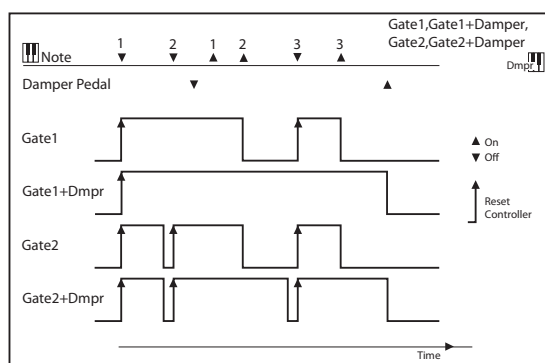 Gate1,Gate1+Damper,
Gate2,Gate2+Damper
1 2 1 2 3 3
Note
Dmpr
Damper Pedal
Gate1
▲ On
▼ Off
Gate1+Dmpr
Reset
Controller
Gate2
Gate2+Dmpr
Time